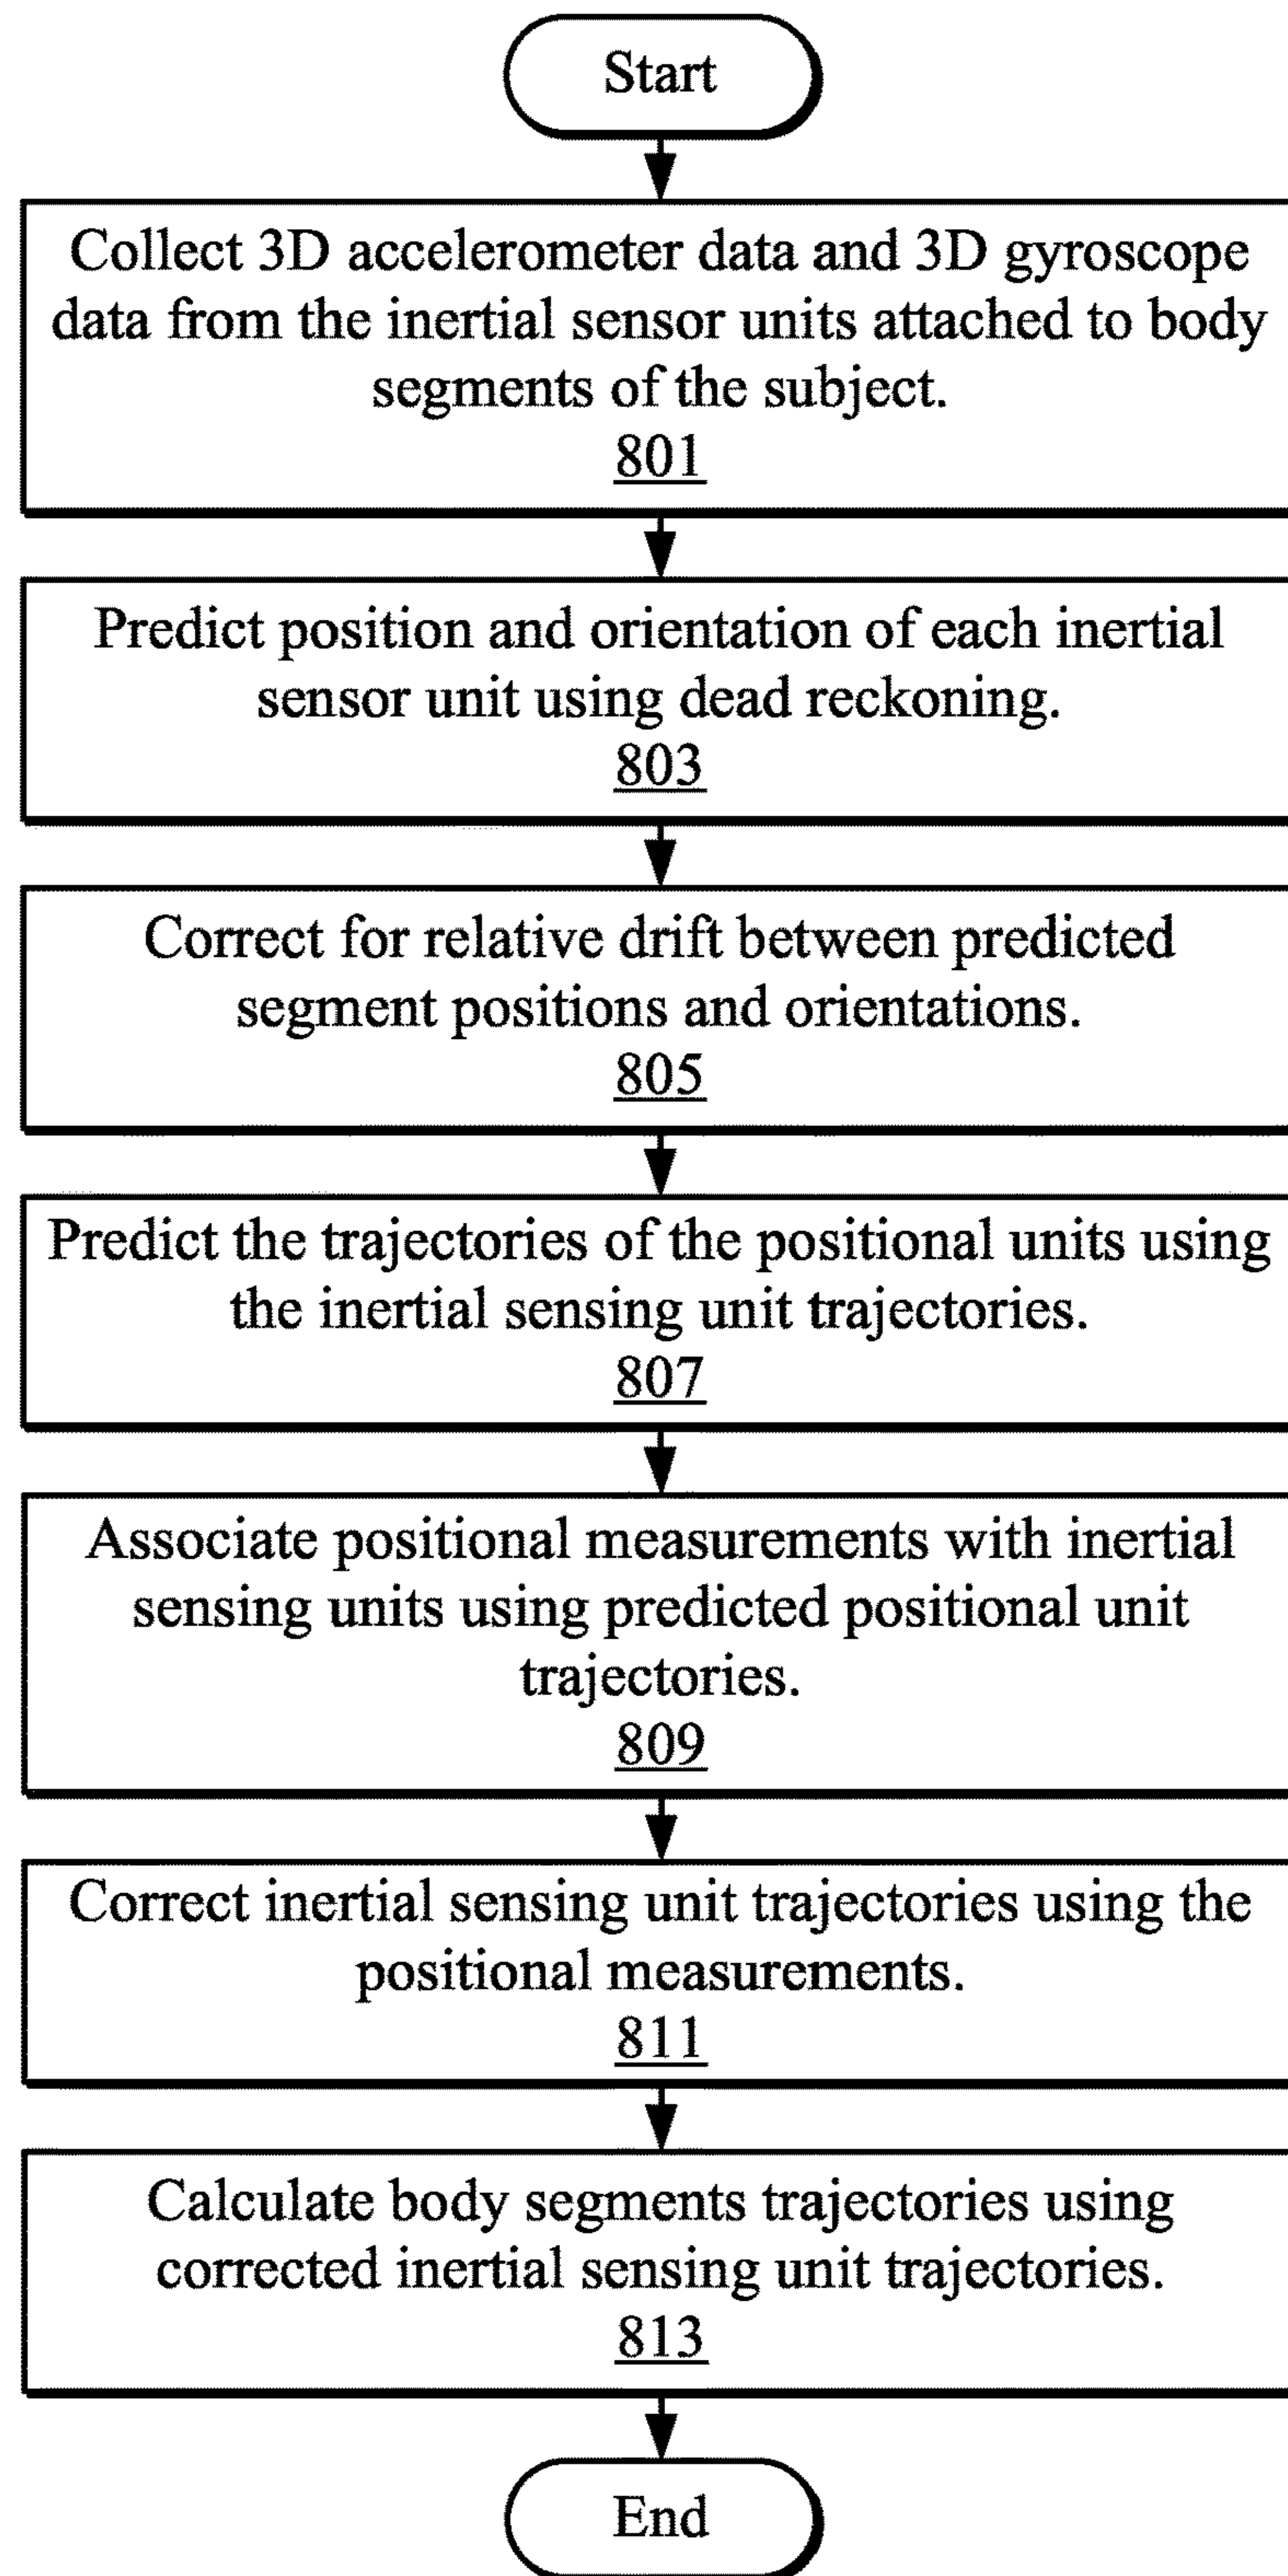 Start
Collect 3D accelerometer data and 3D gyroscope
data from the inertial sensor units attached to body
segments of the subject.
801
Predict position and orientation of each inertial
sensor unit using dead reckoning.
803
Correct for relative drift between predicted
segment positions and orientations.
805
Predict the trajectories of the positional units using
the inertial sensing unit trajectories.
807
Associate positional measurements with inertial
sensing units using predicted positional unit
trajectories.
809
Correct inertial sensing unit trajectories using the
positional measurements.
811
Calculate body segments trajectories using
corrected inertial sensing unit trajectories.
813
End